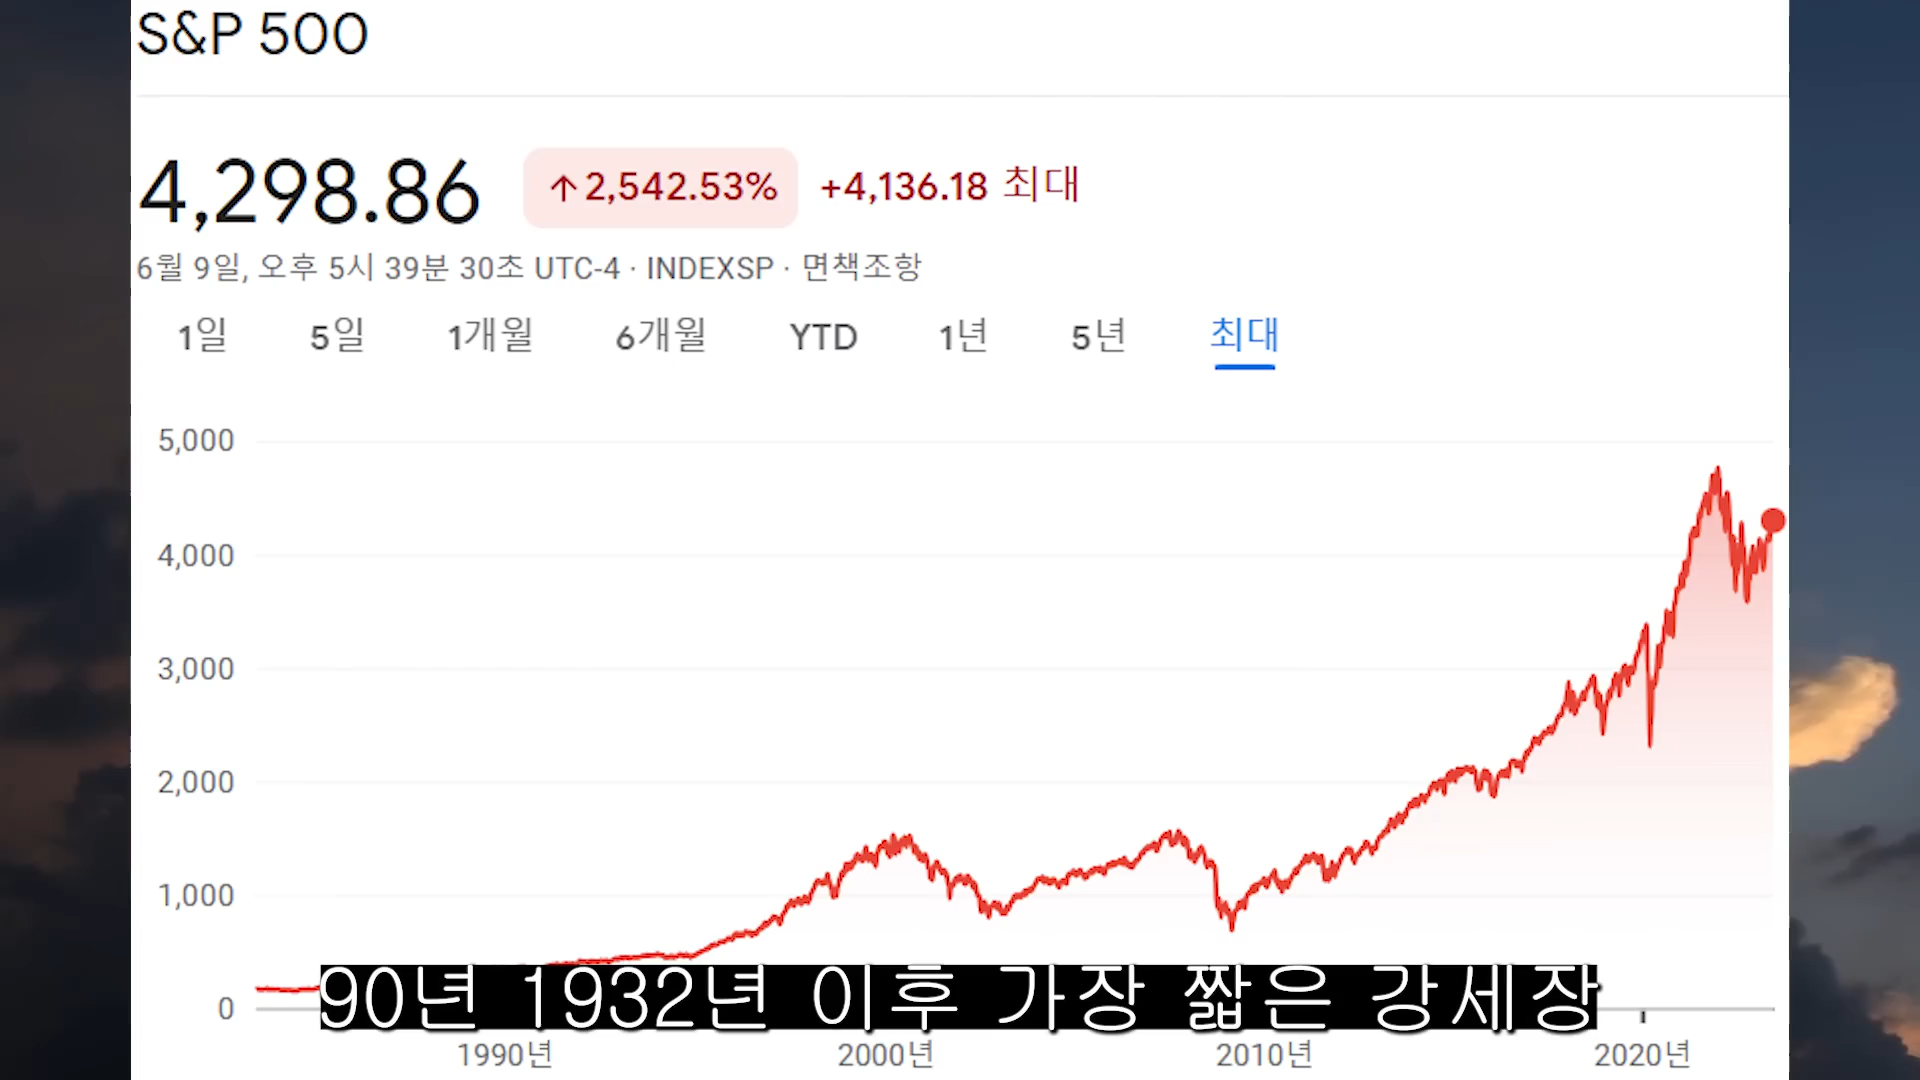 S&P 500
4,298.86 ↑2,542.53% +4,136.18 최대
6월 9일, 오후 5시 39분 30초 UTC-4 · INDEXSP · 면책조항
1일 5일 1개월 6개월 YTD 1년 5년 최대
5,000
4,000
3,000
2,000
1,000
0
90년 1932년 이후 가장 짧은 강세장
1990년 2000년 2010년 2020년